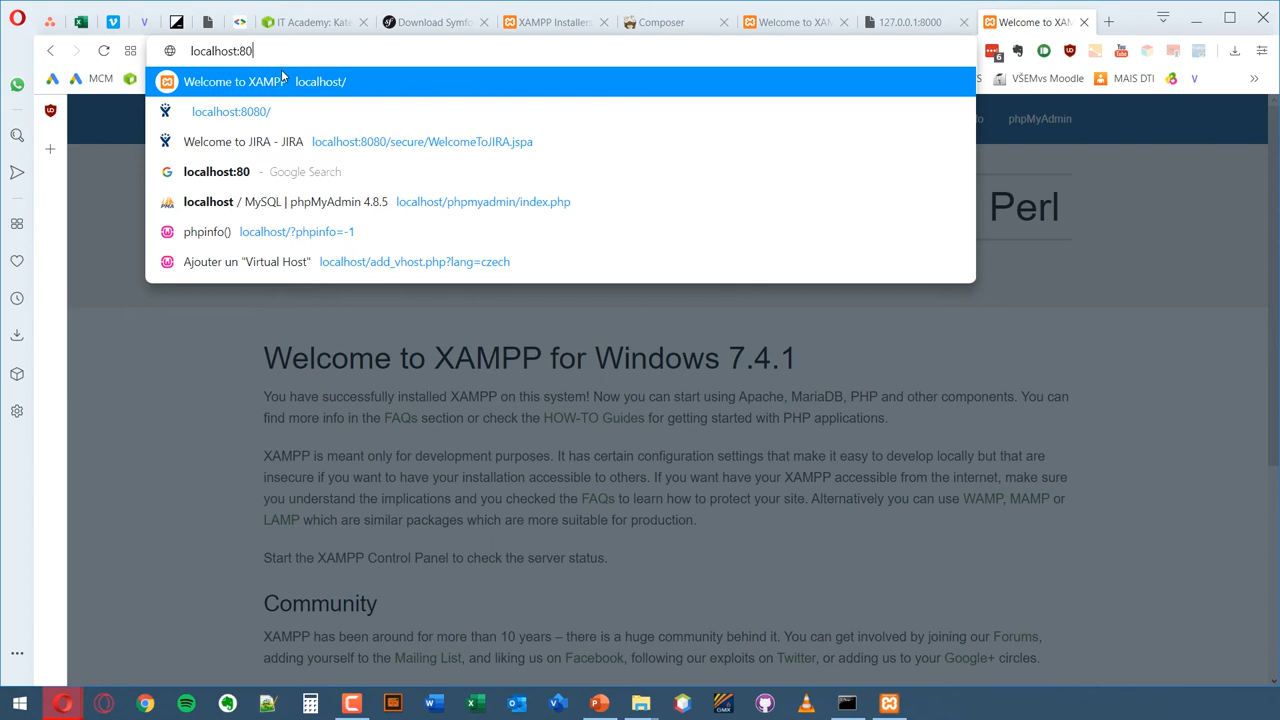 IT Academy: Kate
Download Symfo
XAMPP Installers
Composer
Welcome to XAM
127.0.0.1:8000
Welcome to XAM
localhost:80
6
MCM
VŠEMvs Moodle
MAIS DTI
Welcome to XAMPP localhost/
localhost:8080/
Welcome to JIRA - JIRA localhost:8080/secure/WelcomeToJIRA.jspa
localhost:80 - Google Search
localhost / MySQL | phpMyAdmin 4.8.5 localhost/phpmyadmin/index.php
phpinfo() localhost/?phpinfo=-1
Ajouter un "Virtual Host" localhost/add_vhost.php?lang=czech
phpMyAdmin
Perl
Welcome to XAMPP for Windows 7.4.1
You have successfully installed XAMPP on this system! Now you can start using Apache, MariaDB, PHP and other components. You can
find more info in the FAQs section or check the HOW-TO Guides for getting started with PHP applications.
XAMPP is meant only for development purposes. It has certain configuration settings that make it easy to develop locally but that are
insecure if you want to have your installation accessible to others. If you want have your XAMPP accessible from the internet, make sure
you understand the implications and you checked the FAQs to learn how to protect your site. Alternatively you can use WAMP, MAMP or
LAMP which are similar packages which are more suitable for production.
Start the XAMPP Control Panel to check the server status.
Community
XAMPP has been around for more than 10 years – there is a huge community behind it. You can get involved by joining our Forums,
adding yourself to the Mailing List, and liking us on Facebook, following our exploits on Twitter, or adding us to your Google+ circles.